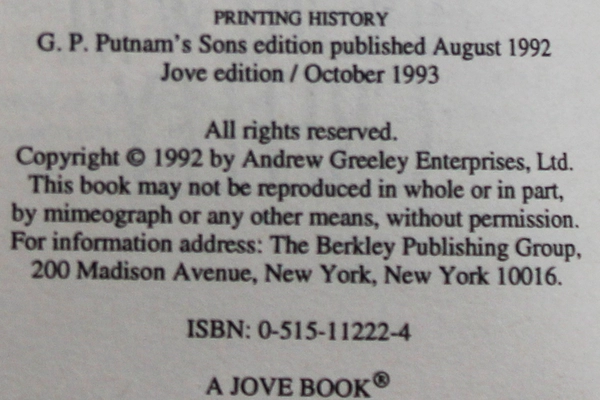 PRINTING HISTORY
G. P. Putnam's Sons edition published August 1992
Jove edition / October 1993
All rights reserved.
Copyright © 1992 by Andrew Greeley Enterprises, Ltd.
This book may not be reproduced in whole or in part,
by mimeograph or any other means, without permission.
For information address: The Berkley Publishing Group,
200 Madison Avenue, New York, New York 10016.
ISBN: 0-515-11222-4
A JOVE BOOK®